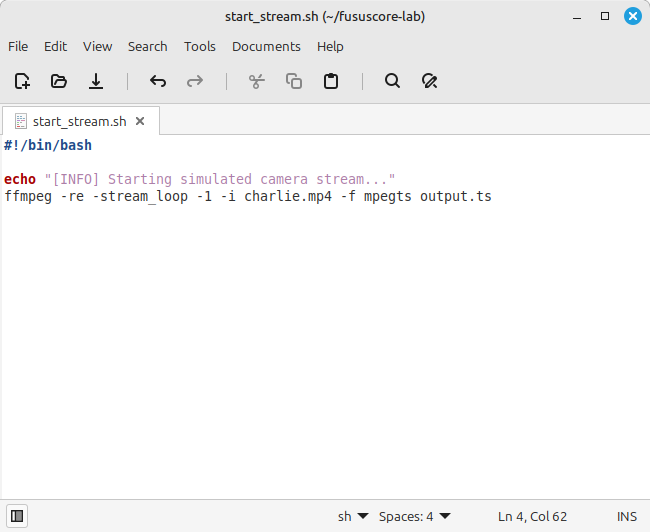 start_stream.sh (~/fususcore-lab)
File Edit View Search Tools Documents Help
start_stream.sh
#!/bin/bash
echo "[INFO] Starting simulated camera stream..."
ffmpeg -re -stream_loop -1 -i charlie.mp4 -f mpegts output.ts
sh Spaces: 4 Ln 4, Col 62 INS